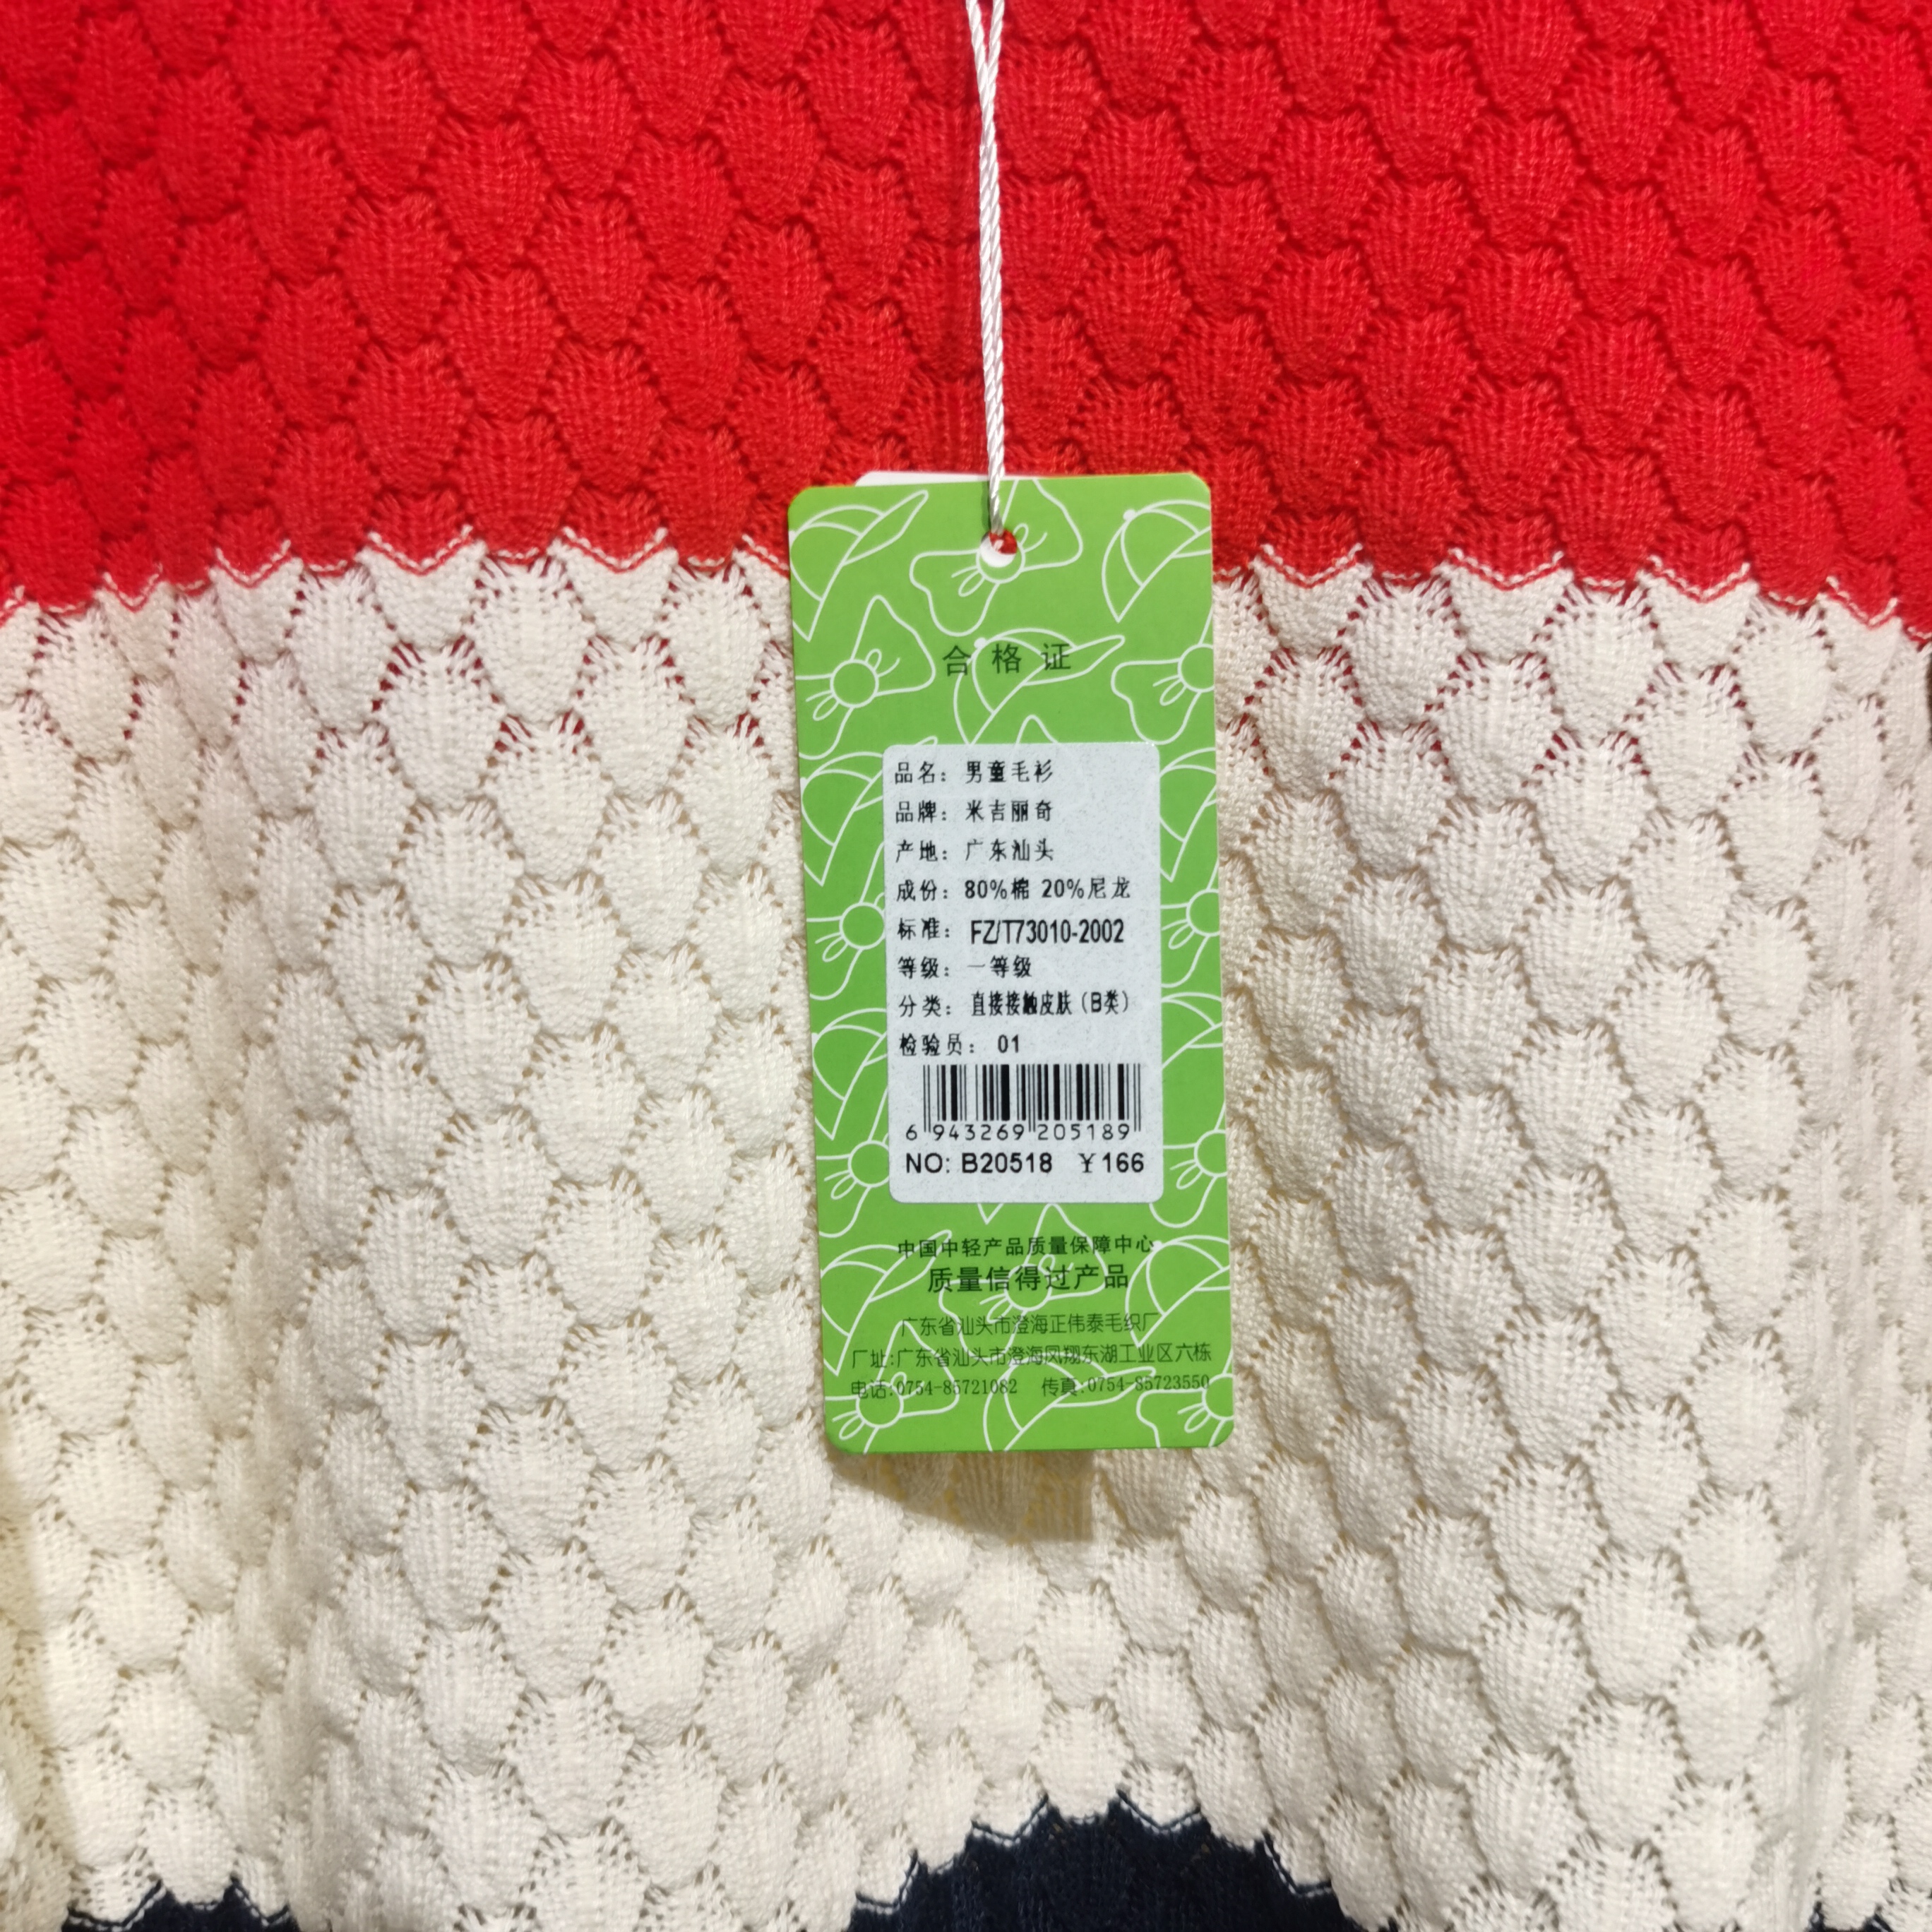 合格证
品名: 男童毛衫
品牌: 米吉丽奇
产地: 广东汕头
成份: 80%棉 20%尼龙
标准: FZ/T73010-2002
等级: 一等级
分类: 直接接触皮肤（B类）
检验员: 01
6 943269 205189
NO: B20518 ￥166
中国中轻产品质量保障中心
质量信得过产品
广东省汕头市澄海正伟泰毛织厂
厂址:广东省汕头市澄海凤翔东湖工业区六栋
电话:0754-85721082 传真:0754-85723550